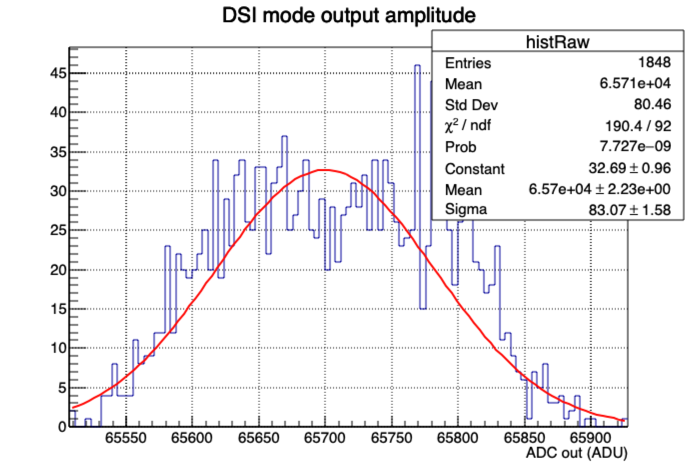 DSI mode output amplitude
histRaw
Entries 1848
Mean 6.571e+04
Std Dev 80.46
χ² / ndf 190.4 / 92
Prob 7.727e−09
Constant 32.69 ± 0.96
Mean 6.57e+04 ± 2.23e+00
Sigma 83.07 ± 1.58
45
40
35
30
25
20
15
10
5
0
65550 65600 65650 65700 65750 65800 65850 65900
ADC out (ADU)